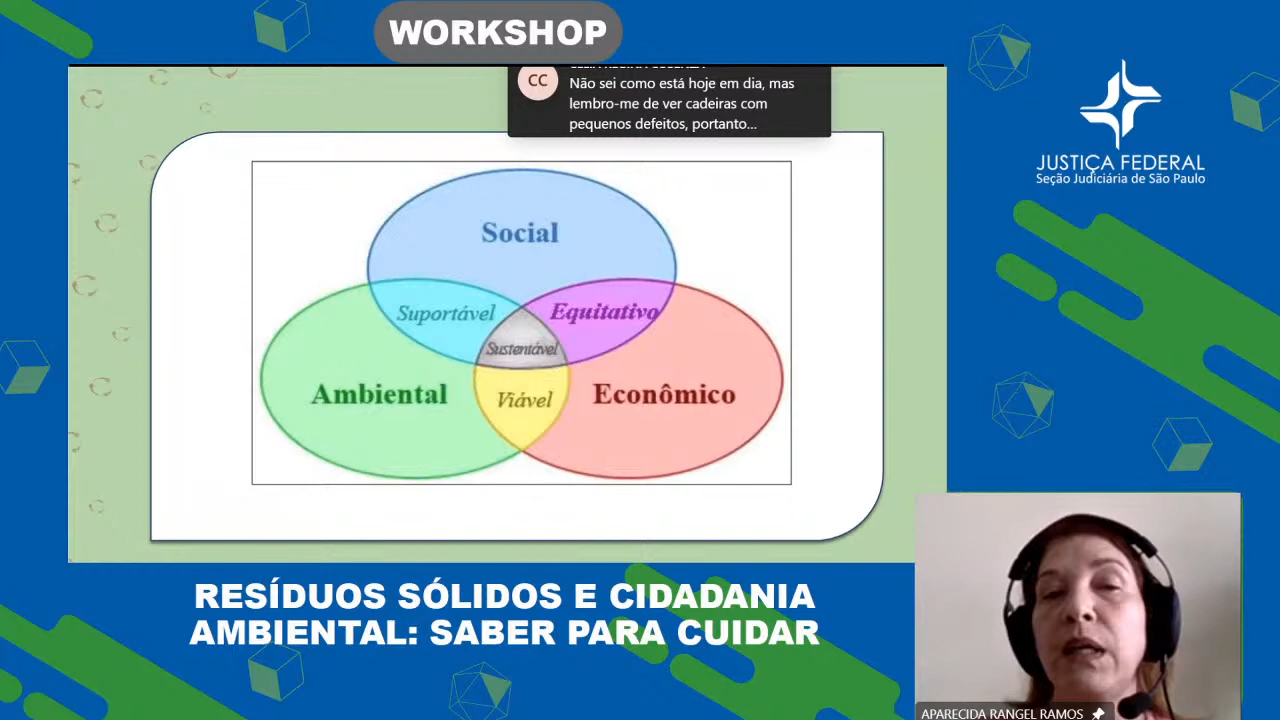 WORKSHOP
CC
Não sei como está hoje em dia, mas
lembro-me de ver cadeiras com
pequenos defeitos, portanto...
JUSTIÇA FEDERAL
Seção Judiciária de São Paulo
Social
Suportável
Equitativo
Sustentável
Ambiental
Viável
Econômico
RESÍDUOS SÓLIDOS E CIDADANIA
AMBIENTAL: SABER PARA CUIDAR
APARECIDA RANGEL RAMOS